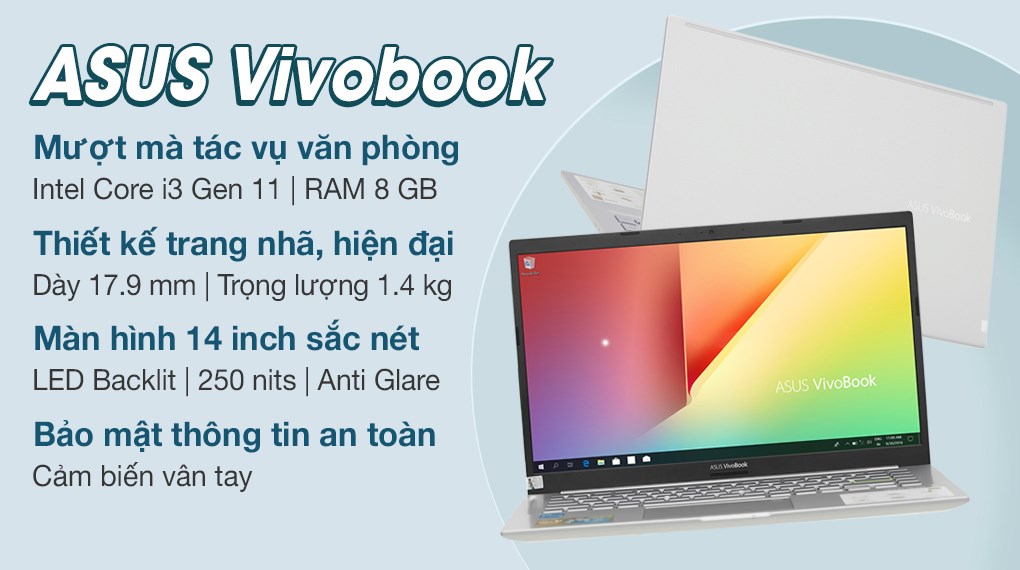 ASUS Vivobook
Mượt mà tác vụ văn phòng
Intel Core i3 Gen 11 | RAM 8 GB
Thiết kế trang nhã, hiện đại
Dày 17.9 mm | Trọng lượng 1.4 kg
Màn hình 14 inch sắc nét
LED Backlit | 250 nits | Anti Glare
Bảo mật thông tin an toàn
Cảm biến vân tay
ASUS VivoBook
ASUS VivoBook
ASUS VivoBook